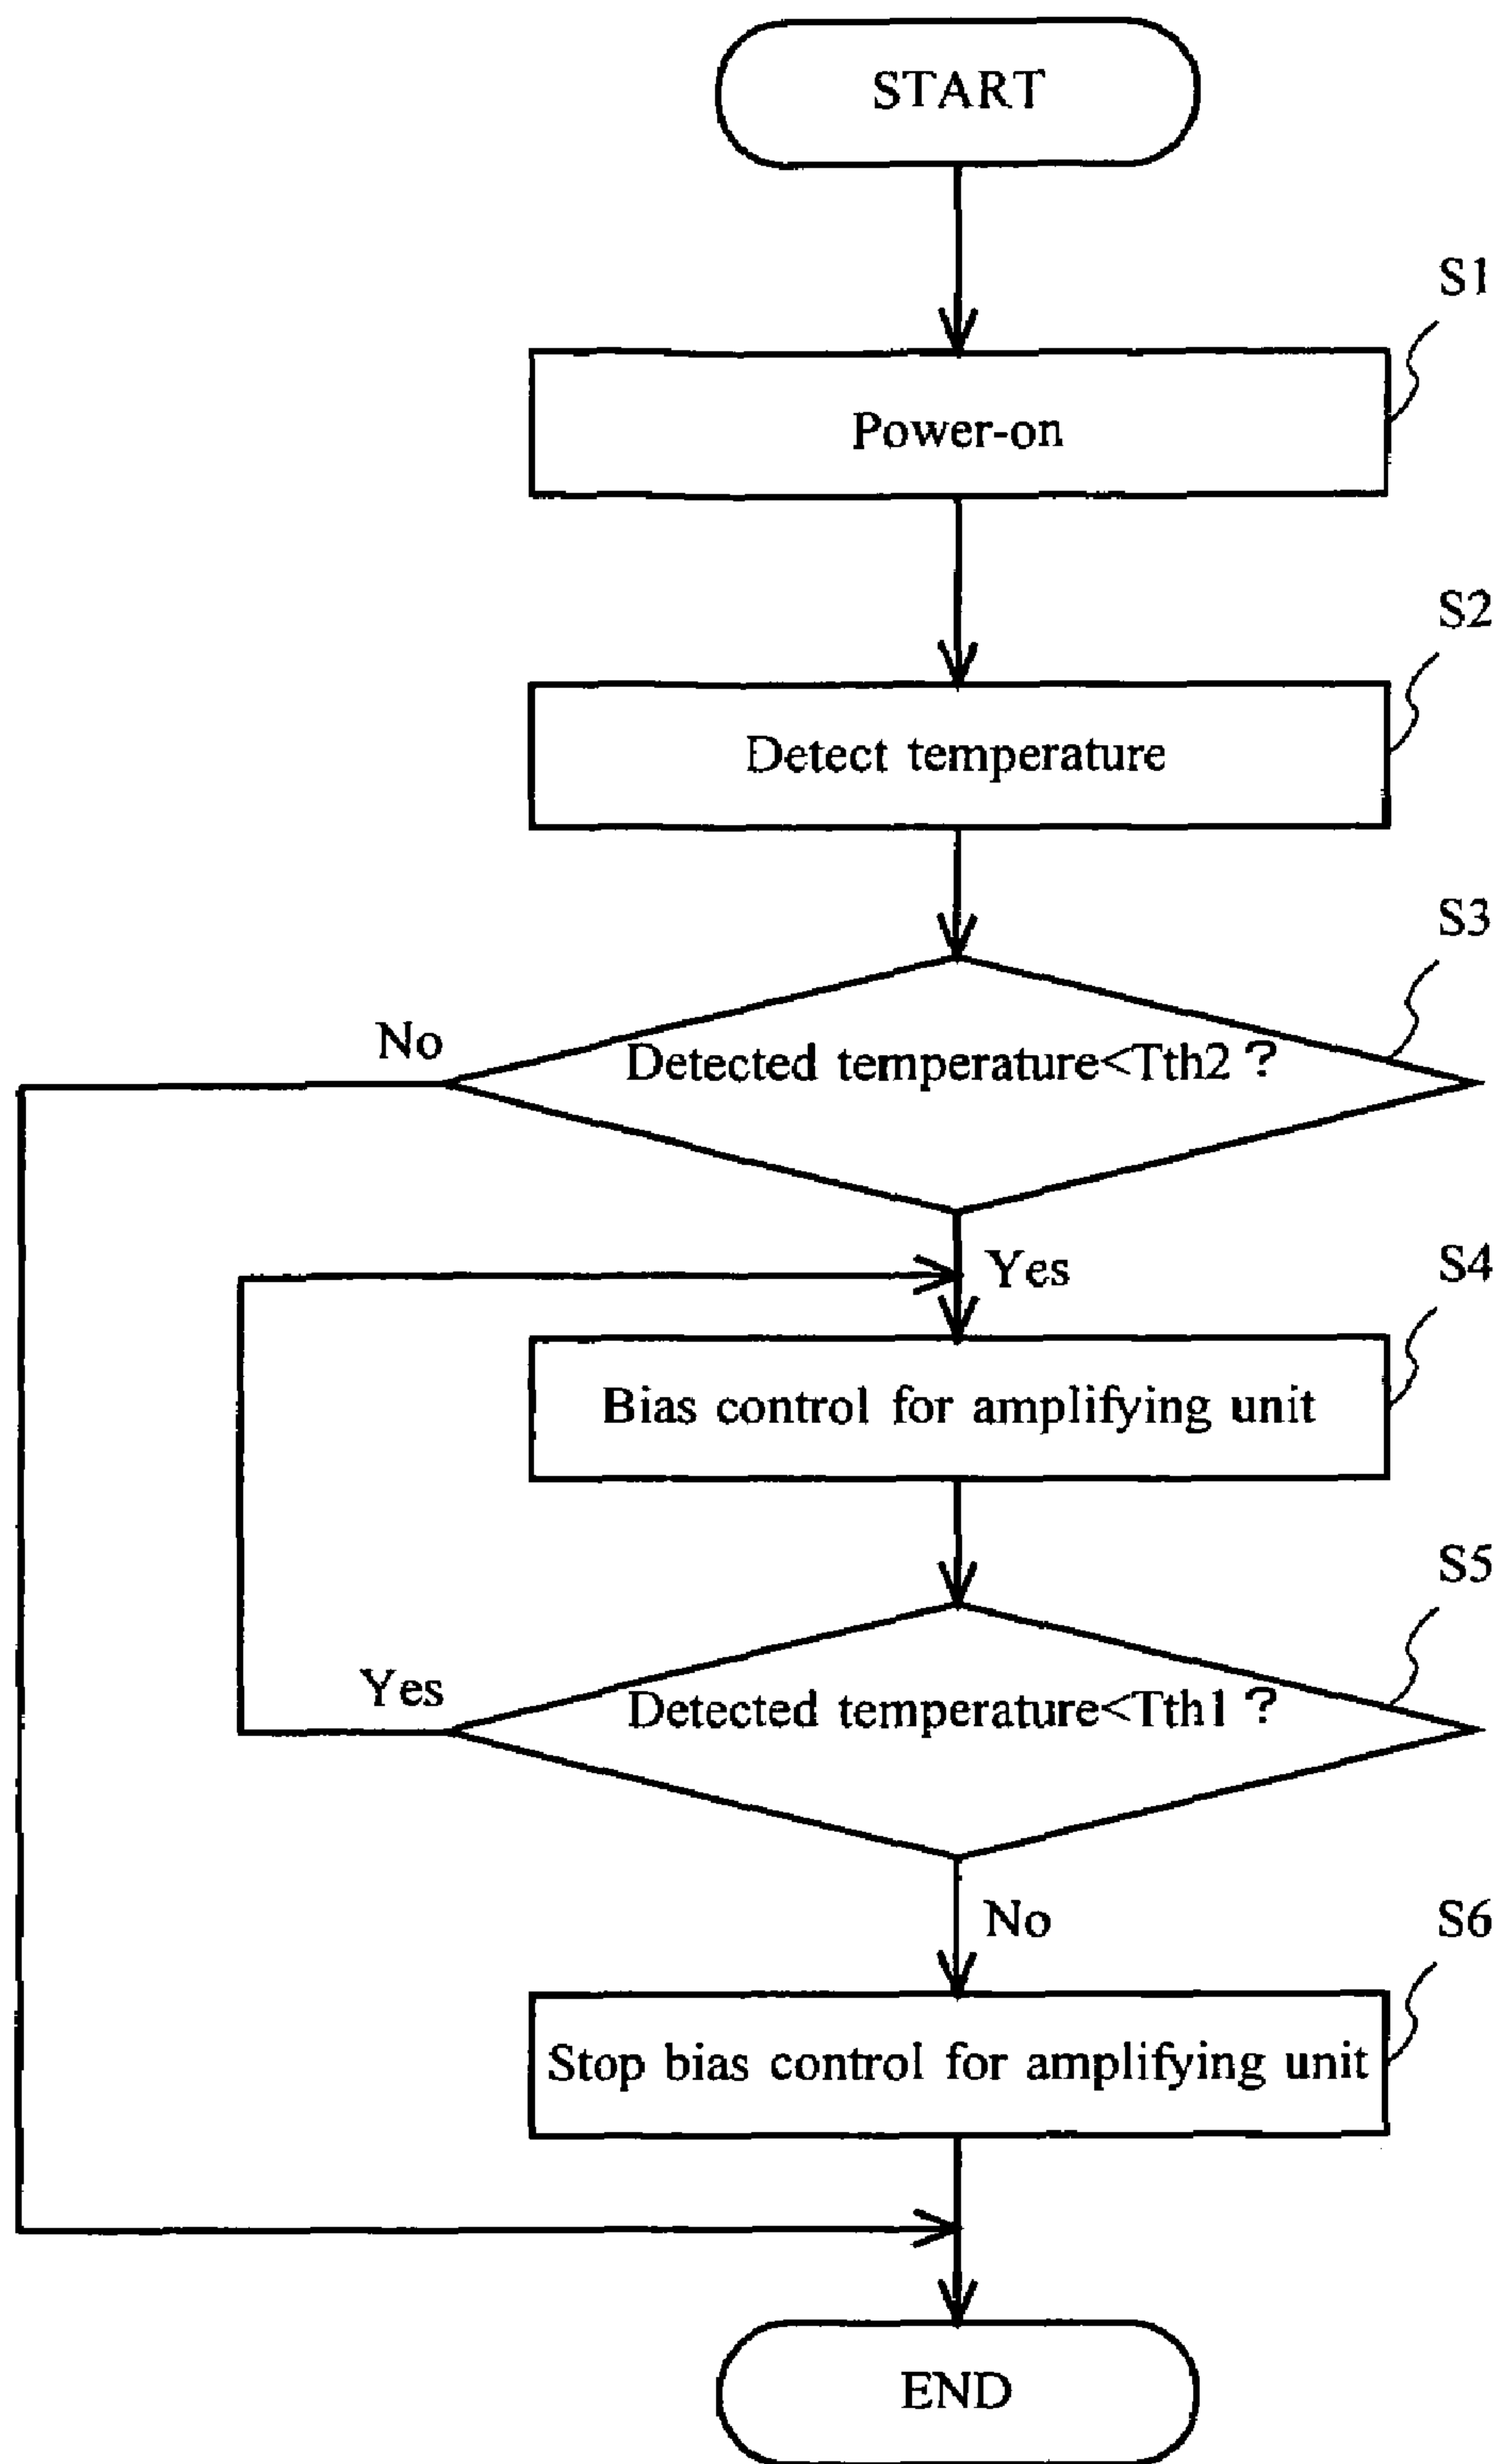 START
S1
Power-on
S2
Detect temperature
S3
No
Detected temperature<Tth2 ?
Yes
S4
Bias control for amplifying unit
S5
Yes
Detected temperature<Tth1 ?
No
S6
Stop bias control for amplifying unit
END